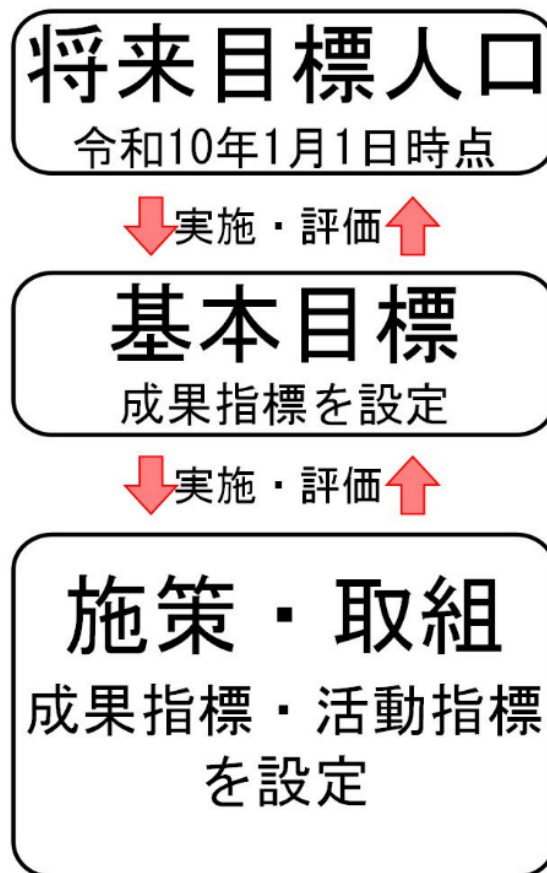 将来目標人口
令和10年1月1日時点
実施・評価
基本目標
成果指標を設定
実施・評価
施策・取組
成果指標・活動指標
を設定